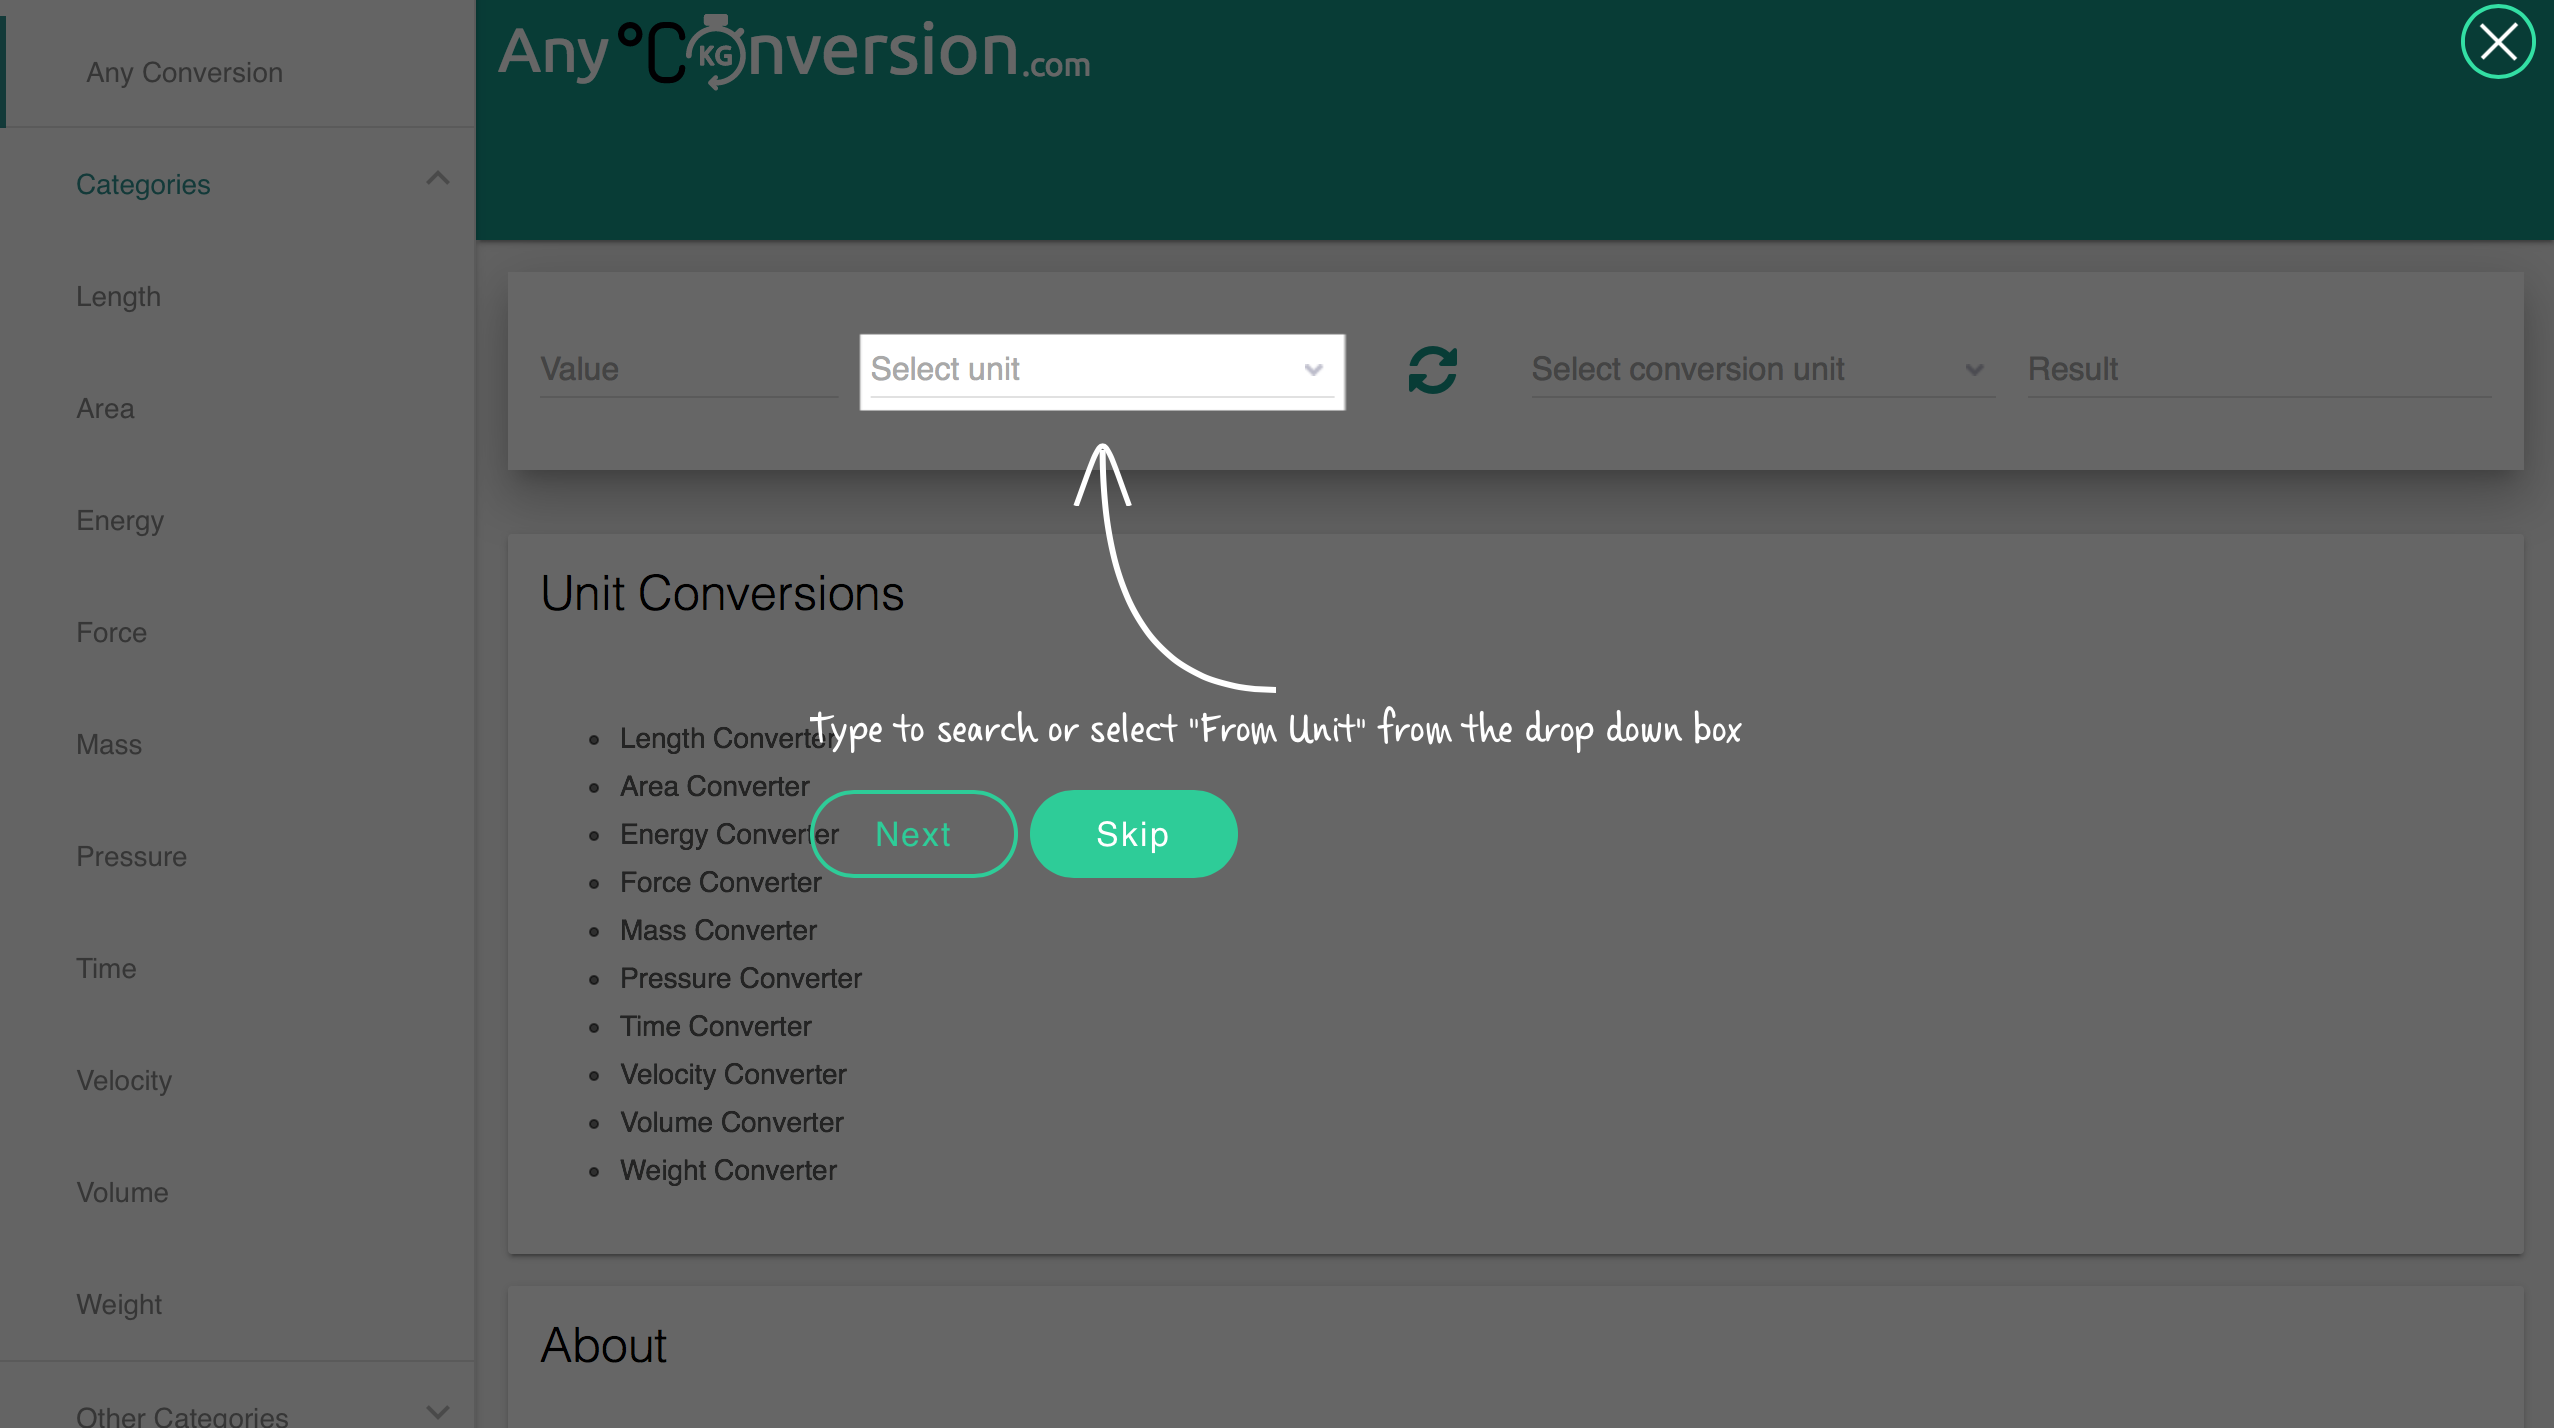 Any Conversion
Categories
Length
Area
Energy
Force
Mass
Pressure
Time
Velocity
Volume
Weight
Other Categories
Any °C KG nversion.com
Value
Select unit
Select conversion unit
Result
Unit Conversions
Length Converter
Area Converter
Energy Converter
Force Converter
Mass Converter
Pressure Converter
Time Converter
Velocity Converter
Volume Converter
Weight Converter
Type to search or select "From Unit" from the drop down box
Next
Skip
About